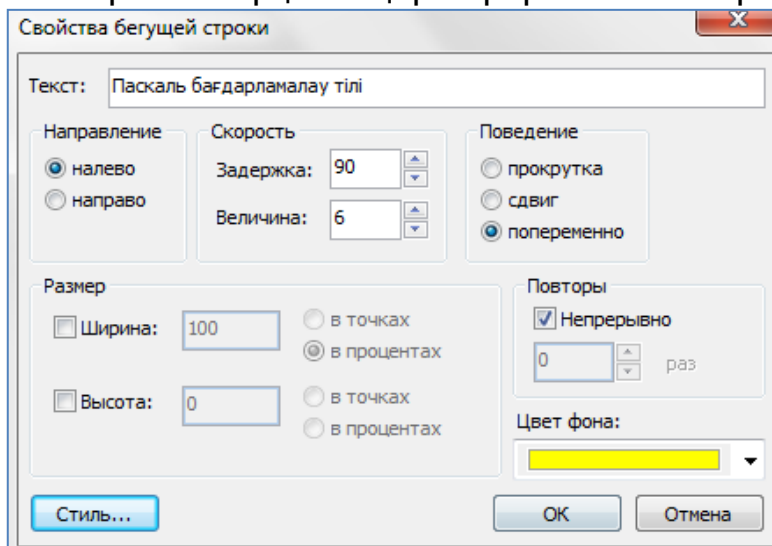 Свойства бегущей строки
Текст: Паскаль бағдарламалау тілі
Направление
налево
направо
Скорость
Задержка: 90
Величина: 6
Поведение
прокрутка
сдвиг
попеременно
Размер
Ширина: 100
в точках
в процентах
Высота: 0
в точках
в процентах
Повторы
Непрерывно
0 раз
Цвет фона:
Стиль...
ОК
Отмена